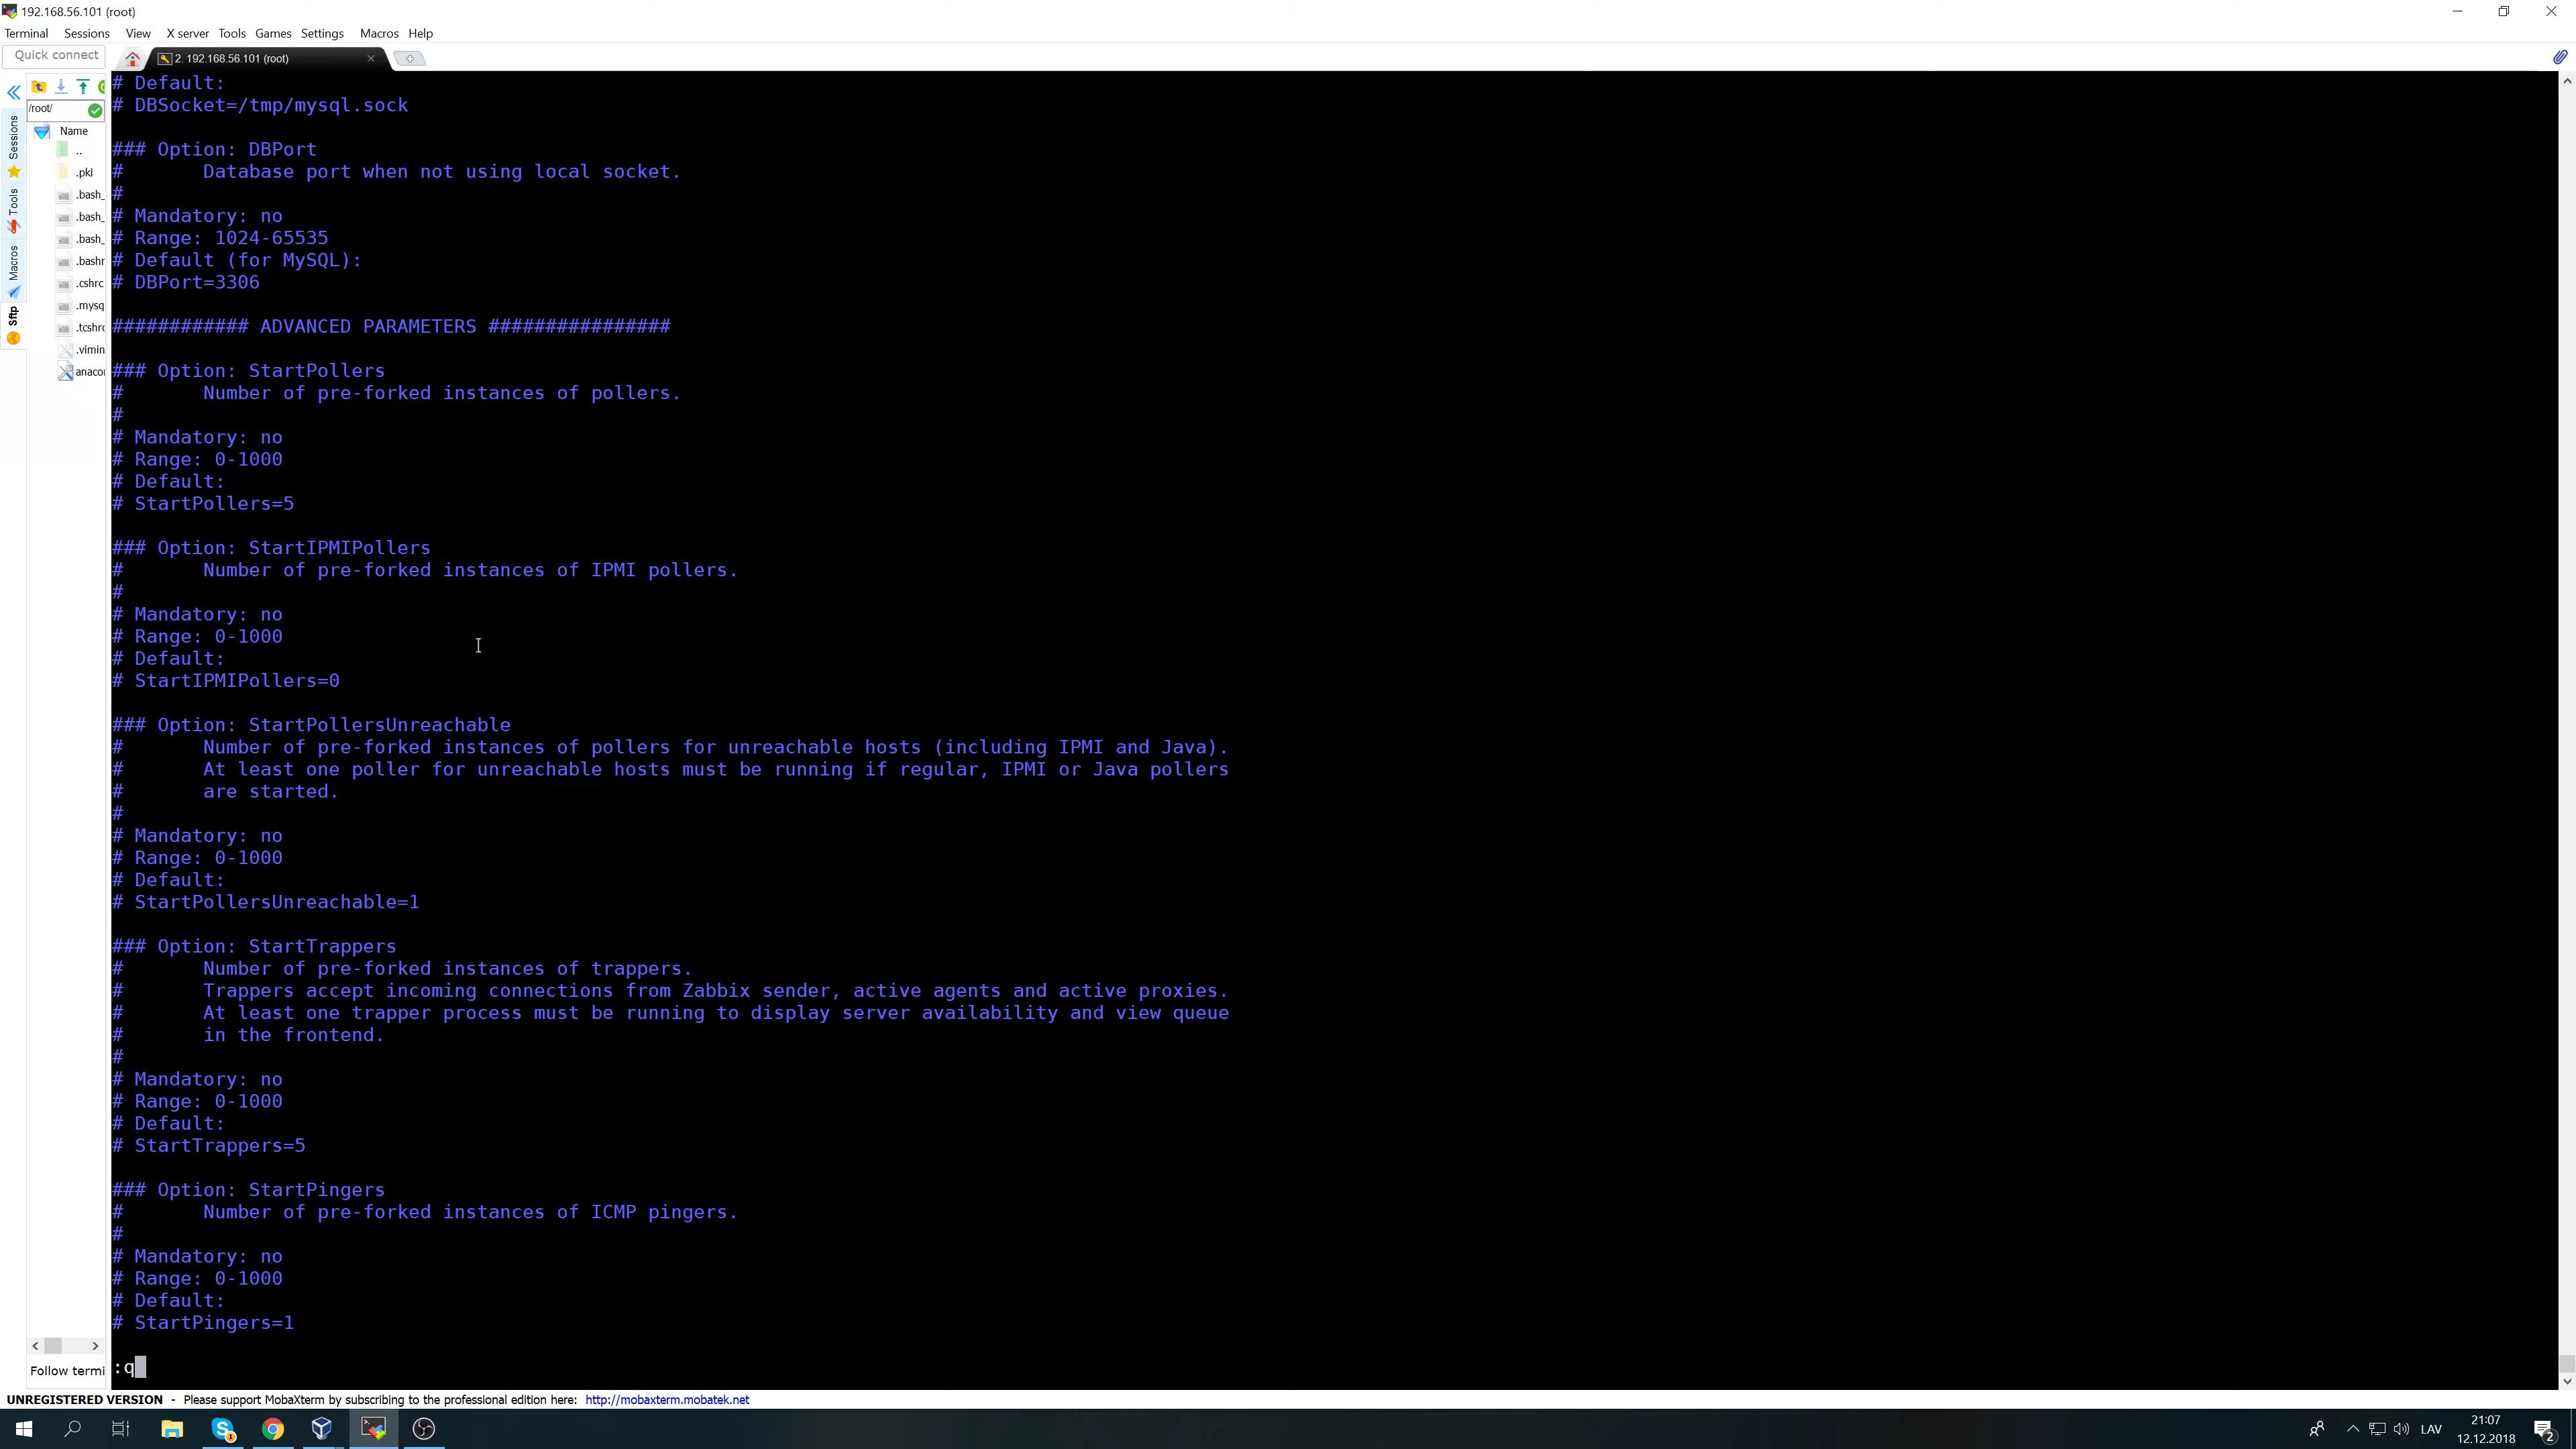 192.168.56.101 (root)
Terminal Sessions View X server Tools Games Settings Macros Help
Quick connect
2. 192.168.56.101 (root)
/root/
Name
..
.pki
.bash_
.bash_
.bash_
.bashr
.cshrc
.mysq
.tcshrc
.vimin
anacon
Sessions
Tools
Macros
Sftp
Follow termi
# Default:
# DBSocket=/tmp/mysql.sock
### Option: DBPort
# Database port when not using local socket.
#
# Mandatory: no
# Range: 1024-65535
# Default (for MySQL):
# DBPort=3306
############ ADVANCED PARAMETERS ################
### Option: StartPollers
# Number of pre-forked instances of pollers.
#
# Mandatory: no
# Range: 0-1000
# Default:
# StartPollers=5
### Option: StartIPMIPollers
# Number of pre-forked instances of IPMI pollers.
#
# Mandatory: no
# Range: 0-1000
# Default:
# StartIPMIPollers=0
### Option: StartPollersUnreachable
# Number of pre-forked instances of pollers for unreachable hosts (including IPMI and Java).
# At least one poller for unreachable hosts must be running if regular, IPMI or Java pollers
# are started.
#
# Mandatory: no
# Range: 0-1000
# Default:
# StartPollersUnreachable=1
### Option: StartTrappers
# Number of pre-forked instances of trappers.
# Trappers accept incoming connections from Zabbix sender, active agents and active proxies.
# At least one trapper process must be running to display server availability and view queue
# in the frontend.
#
# Mandatory: no
# Range: 0-1000
# Default:
# StartTrappers=5
### Option: StartPingers
# Number of pre-forked instances of ICMP pingers.
#
# Mandatory: no
# Range: 0-1000
# Default:
# StartPingers=1
:q
UNREGISTERED VERSION - Please support MobaXterm by subscribing to the professional edition here: http://mobaxterm.mobatek.net
LAV
21:07
12.12.2018
2